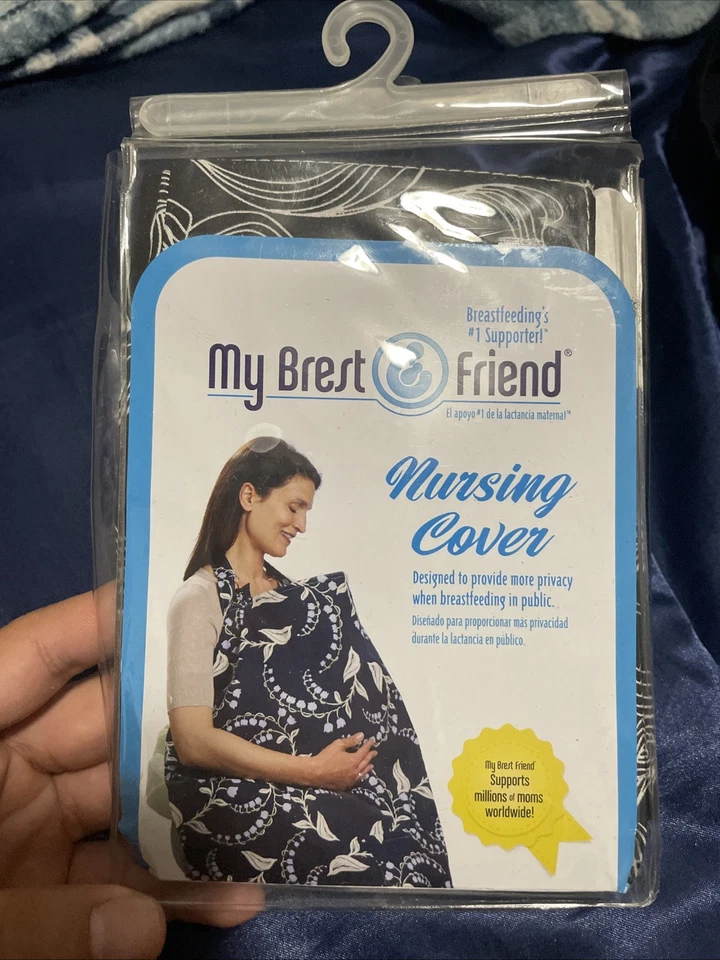 Breastfeeding's
#1 Supporter!™
My Brest & Friend®
El apoyo #1 de la lactancia materna!™
Nursing
Cover
Designed to provide more privacy
when breastfeeding in public.
Diseñado para proporcionar más privacidad
durante la lactancia en público.
My Brest Friend®
Supports
millions of moms
worldwide!